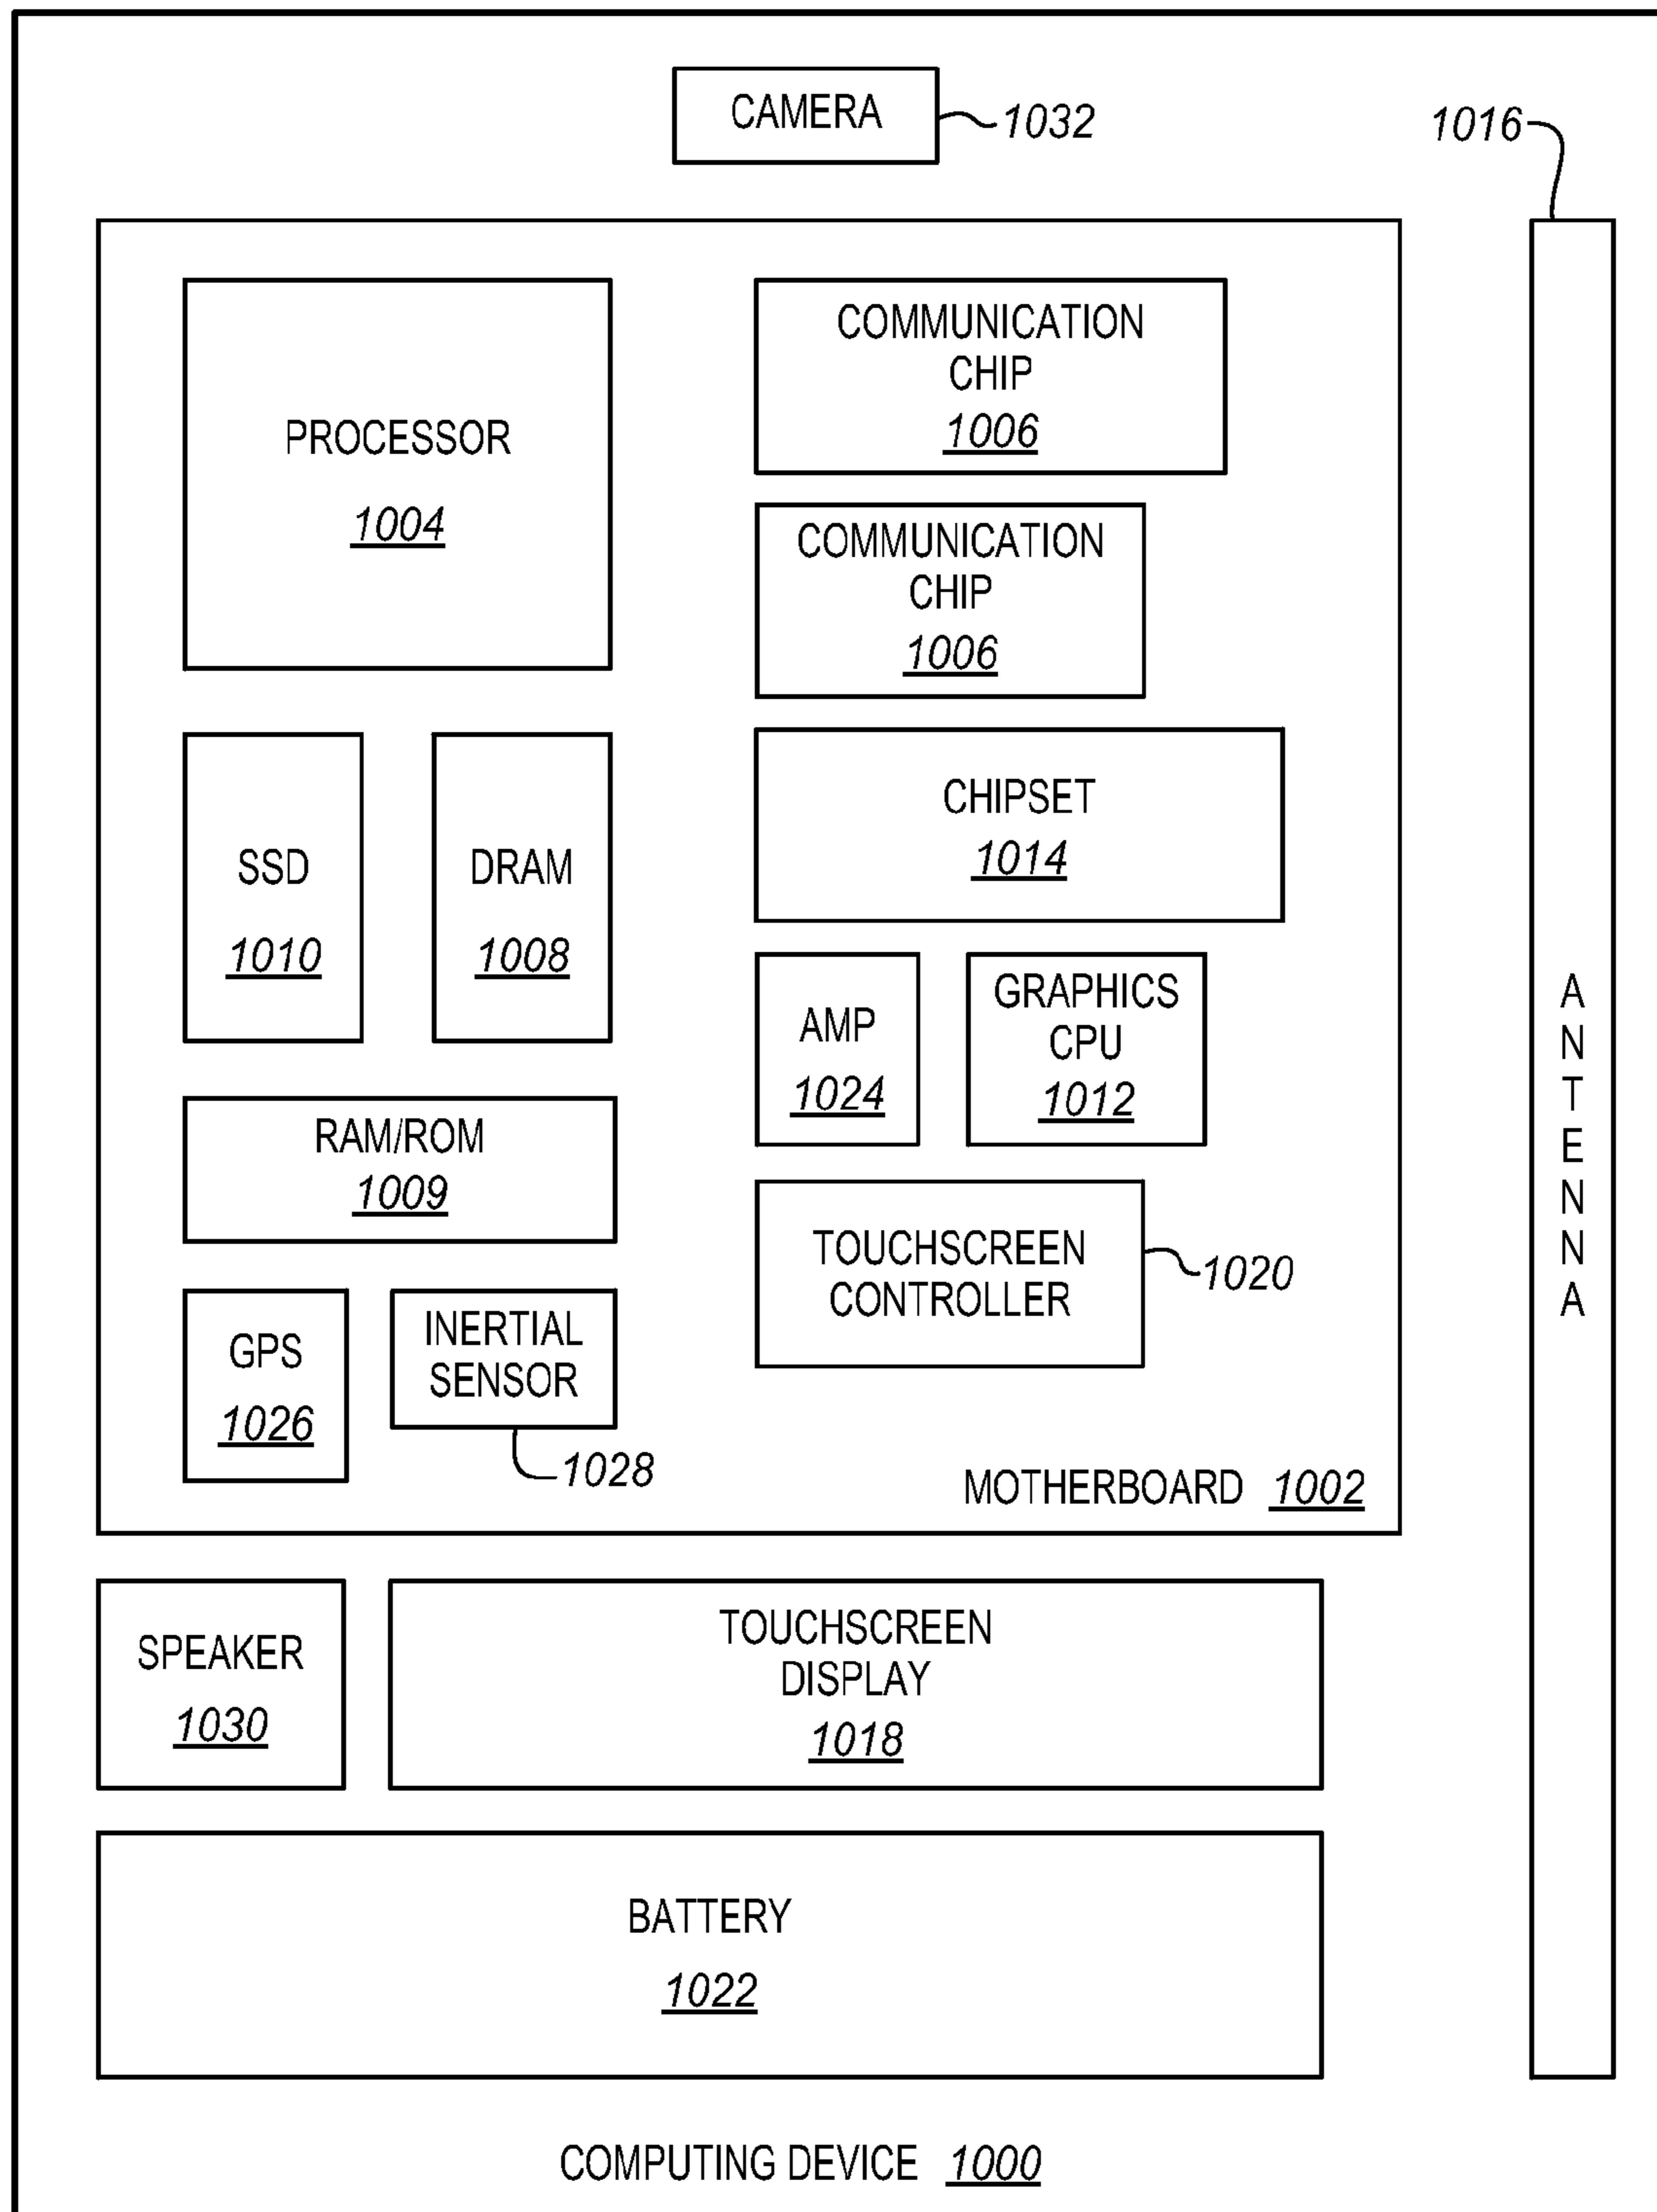 CAMERA
1032
1016
PROCESSOR
1004
COMMUNICATION
CHIP
1006
COMMUNICATION
CHIP
1006
SSD
1010
DRAM
1008
CHIPSET
1014
AMP
1024
GRAPHICS
CPU
1012
RAM/ROM
1009
TOUCHSCREEN
CONTROLLER
1020
GPS
1026
INERTIAL
SENSOR
1028
MOTHERBOARD 1002
ANTENNA
SPEAKER
1030
TOUCHSCREEN
DISPLAY
1018
BATTERY
1022
COMPUTING DEVICE 1000